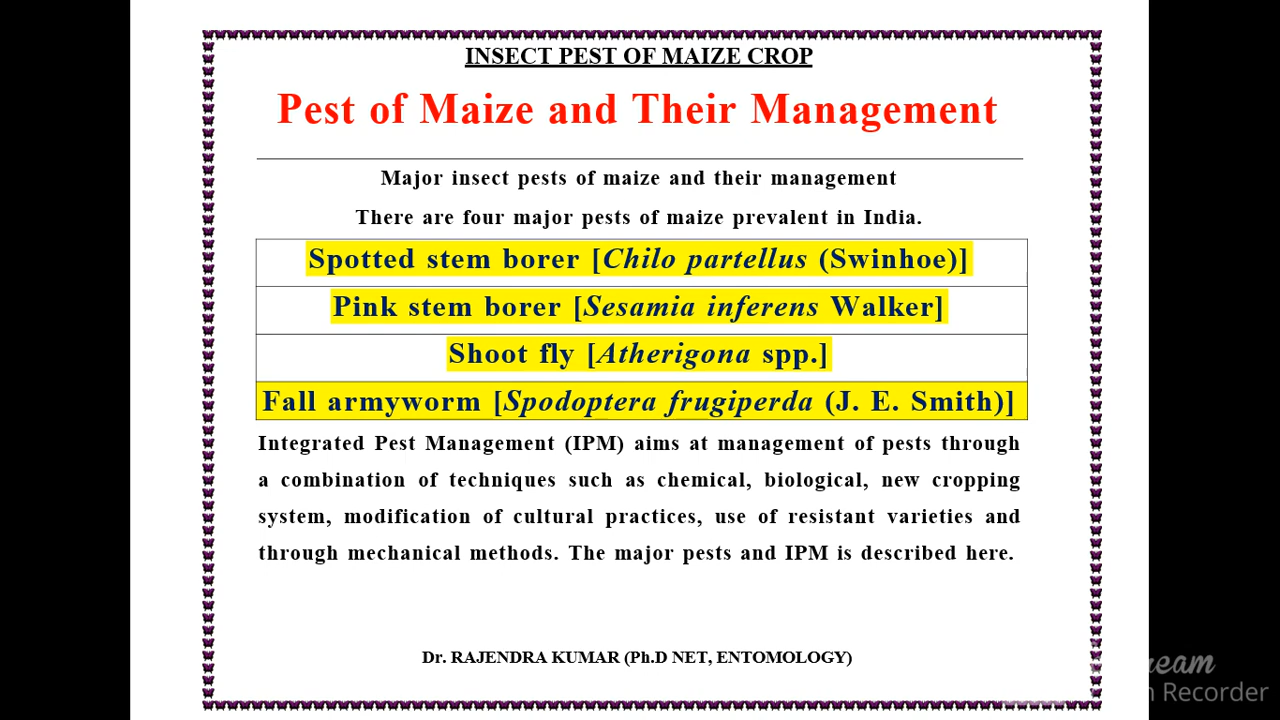 INSECT PEST OF MAIZE CROP
Pest of Maize and Their Management
Major insect pests of maize and their management
There are four major pests of maize prevalent in India.
Spotted stem borer [Chilo partellus (Swinhoe)]
Pink stem borer [Sesamia inferens Walker]
Shoot fly [Atherigona spp.]
Fall armyworm [Spodoptera frugiperda (J. E. Smith)]
Integrated Pest Management (IPM) aims at management of pests through
a combination of techniques such as chemical, biological, new cropping
system, modification of cultural practices, use of resistant varieties and
through mechanical methods. The major pests and IPM is described here.
Dr. RAJENDRA KUMAR (Ph.D NET, ENTOMOLOGY)
Recorder